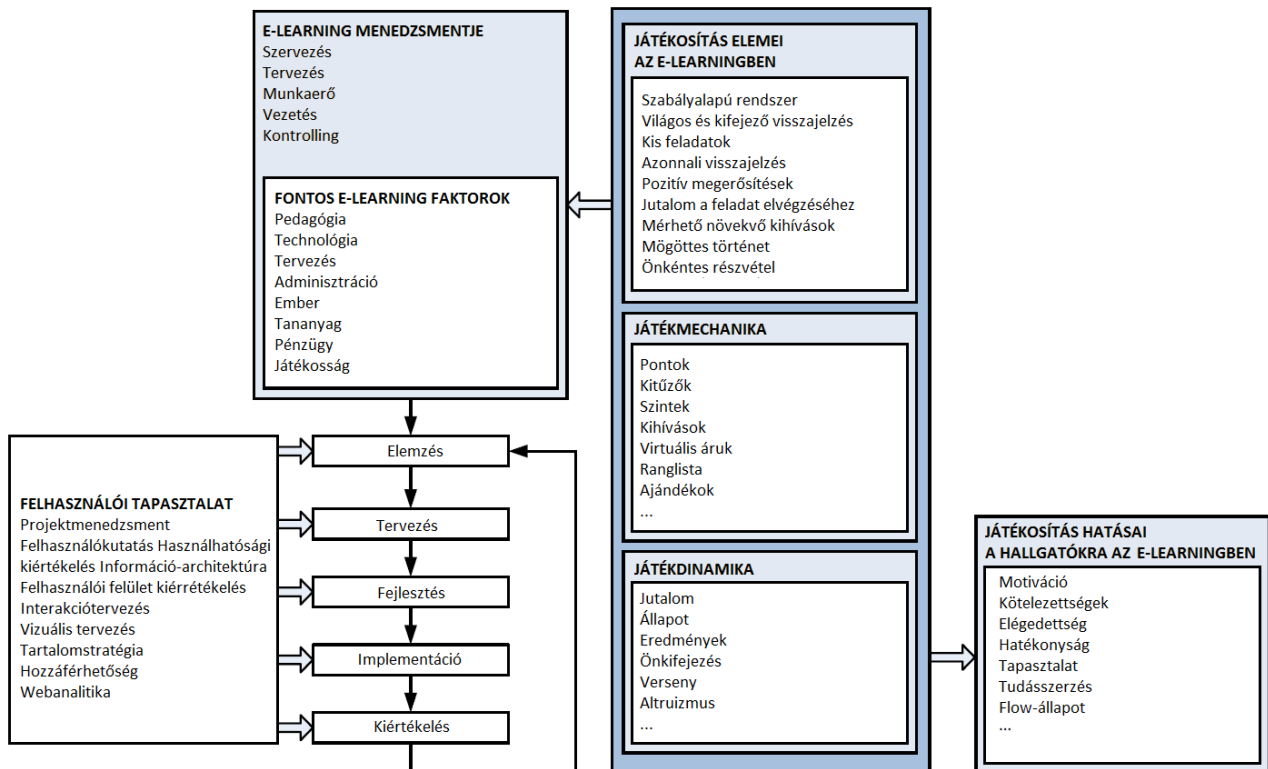 E-LEARNING MENEDZSMENTJE
Szervezés
Tervezés
Munkaerő
Vezetés
Kontrolling
FONTOS E-LEARNING FAKTOROK
Pedagógia
Technológia
Tervezés
Adminisztráció
Ember
Tananyag
Pénzügy
Játékosság
JÁTÉKOSÍTÁS ELEMEI
AZ E-LEARNINGBEN
Szabályalapú rendszer
Világos és kifejező visszajelzés
Kis feladatok
Azonnali visszajelzés
Pozitív megerősítések
Jutalom a feladat elvégzéséhez
Mérhető növekvő kihívások
Mögöttes történet
Önkéntes részvétel
JÁTÉKMECHANIKA
Pontok
Kitűzők
Szintek
Kihívások
Virtuális áruk
Ranglista
Ajándékok
...
JÁTÉKDINAMIKA
Jutalom
Állapot
Eredmények
Önkifejezés
Verseny
Altruizmus
...
FELHASZNÁLÓI TAPASZTALAT
Projektmenedzsment
Felhasználókutatás Használhatósági
kiértékelés Információ-architektúra
Felhasználói felület kiérrétékelés
Interakciótervezés
Vizuális tervezés
Tartalomstratégia
Hozzáférhetőség
Webanalitika
Elemzés
Tervezés
Fejlesztés
Implementáció
Kiértékelés
JÁTÉKOSÍTÁS HATÁSAI
A HALLGATÓKRA AZ E-LEARNINGBEN
Motiváció
Kötelezettségek
Elégedettség
Hatékonyság
Tapasztalat
Tudásszerzés
Flow-állapot
...